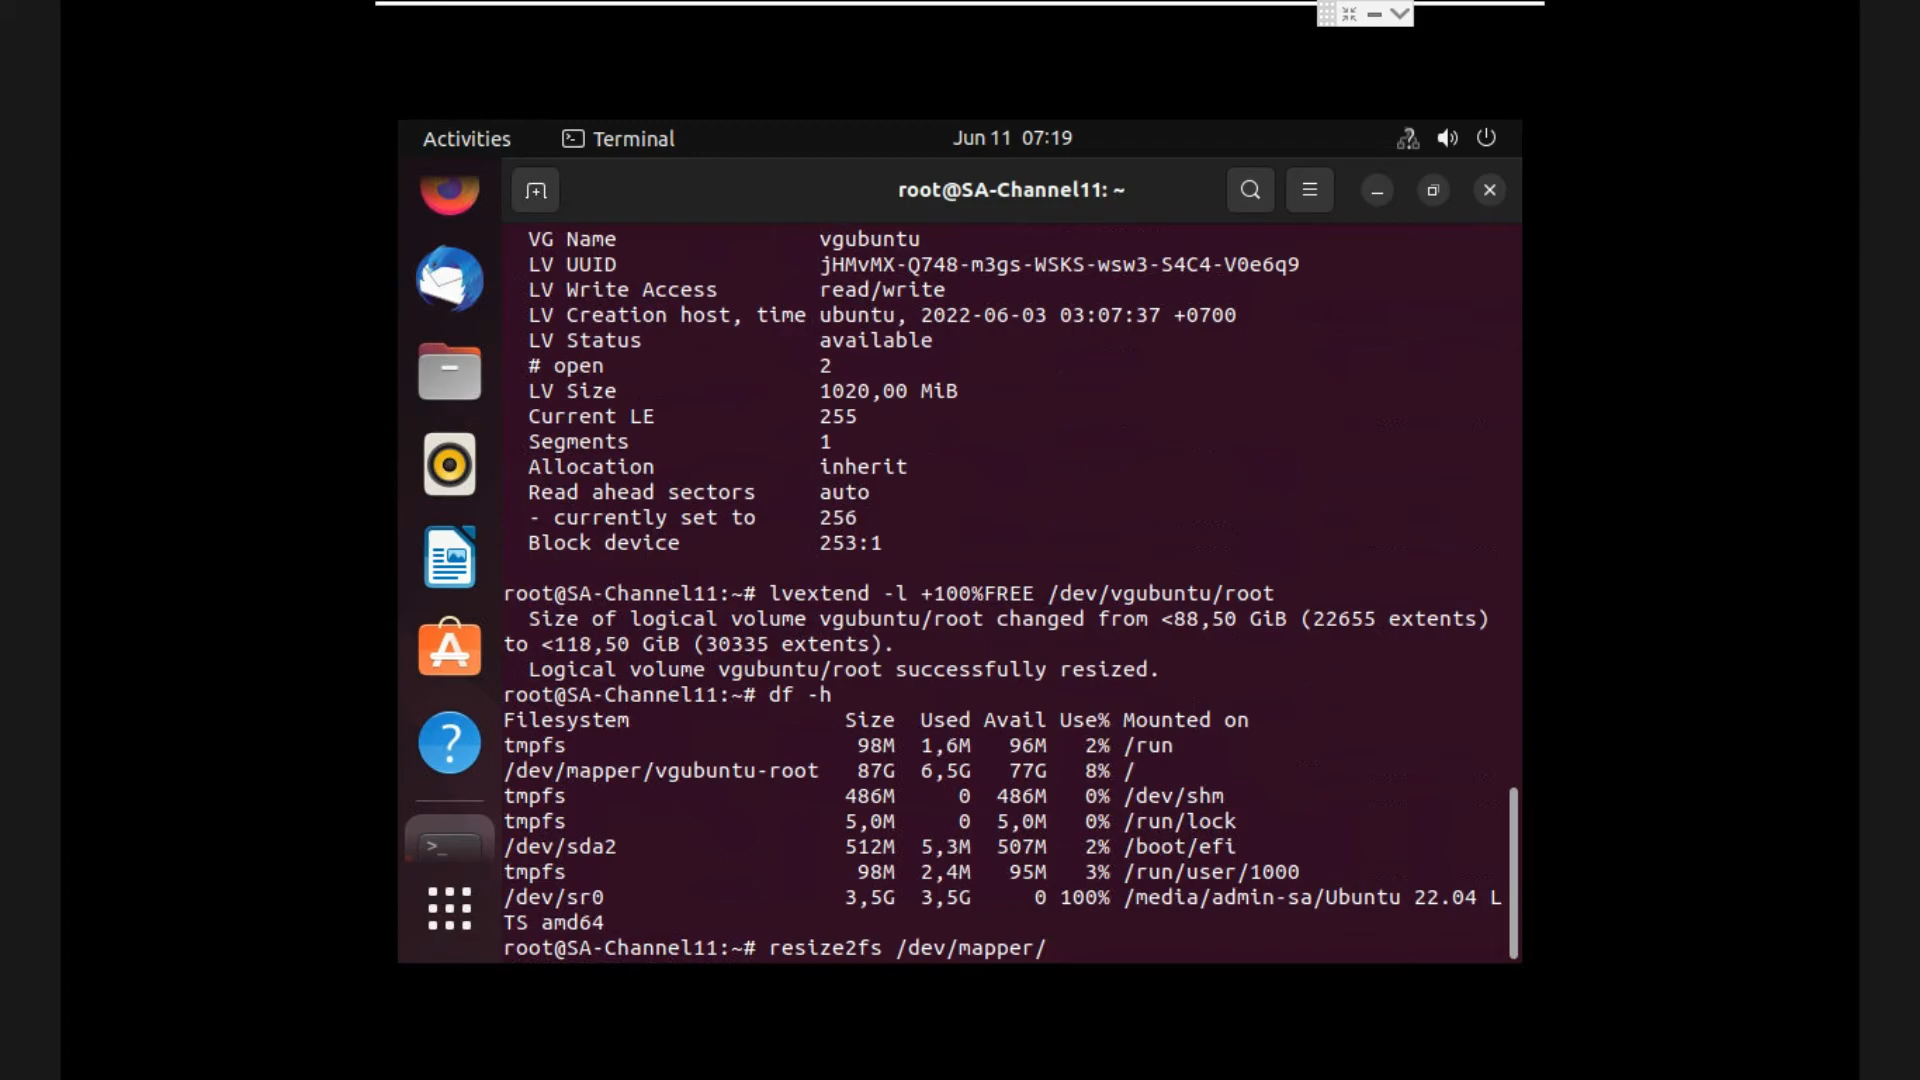 Activities
Terminal
Jun 11 07:19
root@SA-Channel11: ~
VG Name vgubuntu
LV UUID jHMvMX-Q748-m3gs-WSKS-wsw3-S4C4-V0e6q9
LV Write Access read/write
LV Creation host, time ubuntu, 2022-06-03 03:07:37 +0700
LV Status available
# open 2
LV Size 1020,00 MiB
Current LE 255
Segments 1
Allocation inherit
Read ahead sectors auto
- currently set to 256
Block device 253:1
root@SA-Channel11:~# lvextend -l +100%FREE /dev/vgubuntu/root
Size of logical volume vgubuntu/root changed from <88,50 GiB (22655 extents)
to <118,50 GiB (30335 extents).
Logical volume vgubuntu/root successfully resized.
root@SA-Channel11:~# df -h
Filesystem Size Used Avail Use% Mounted on
tmpfs 98M 1,6M 96M 2% /run
/dev/mapper/vgubuntu-root 87G 6,5G 77G 8% /
tmpfs 486M 0 486M 0% /dev/shm
tmpfs 5,0M 0 5,0M 0% /run/lock
/dev/sda2 512M 5,3M 507M 2% /boot/efi
tmpfs 98M 2,4M 95M 3% /run/user/1000
/dev/sr0 3,5G 3,5G 0 100% /media/admin-sa/Ubuntu 22.04 L
TS amd64
root@SA-Channel11:~# resize2fs /dev/mapper/